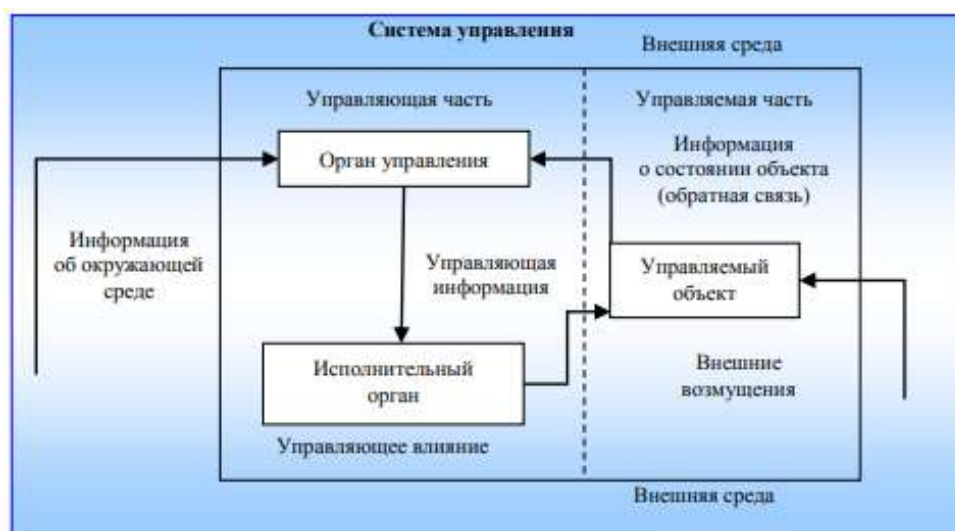 Система управления
Внешняя среда
Управляющая часть
Управляемая часть
Орган управления
Информация
о состоянии объекта
(обратная связь)
Информация
об окружающей
среде
Управляющая
информация
Управляемый
объект
Исполнительный
орган
Внешние
возмущения
Управляющее влияние
Внешняя среда